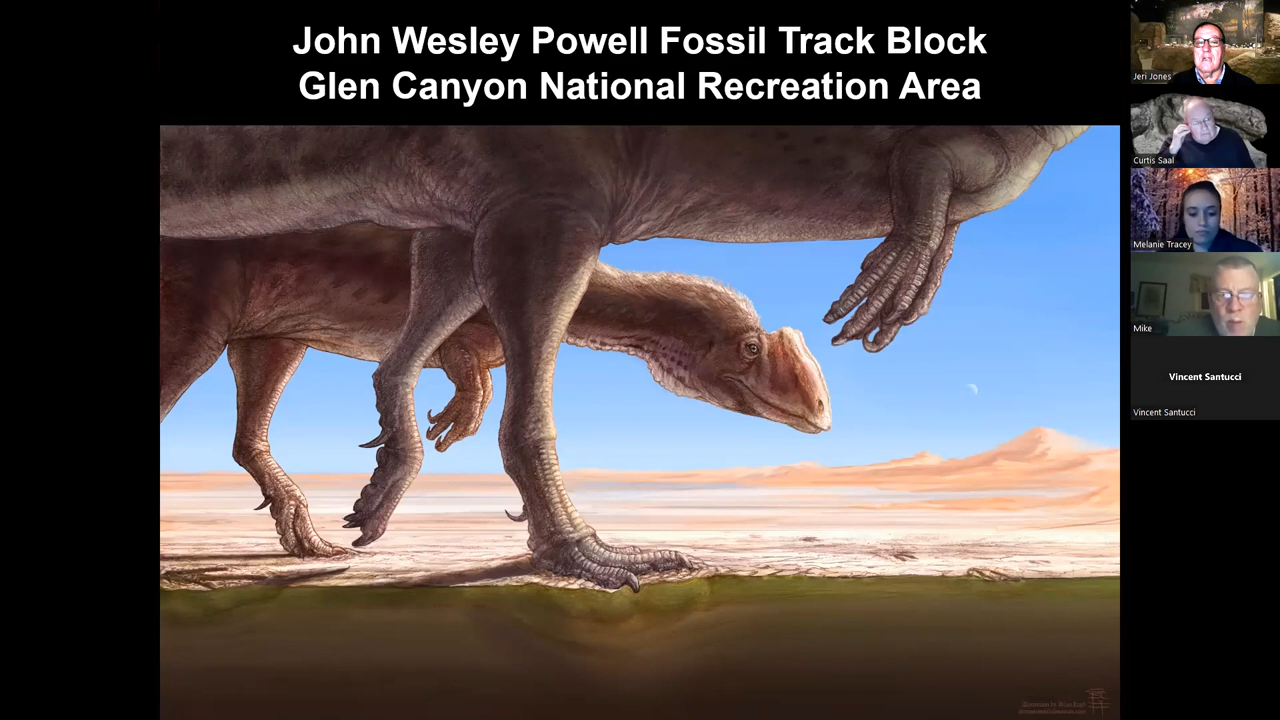 John Wesley Powell Fossil Track Block
Glen Canyon National Recreation Area
Jeri Jones
Curtis Saal
Melanie Tracey
Mike
Vincent Santucci
Vincent Santucci